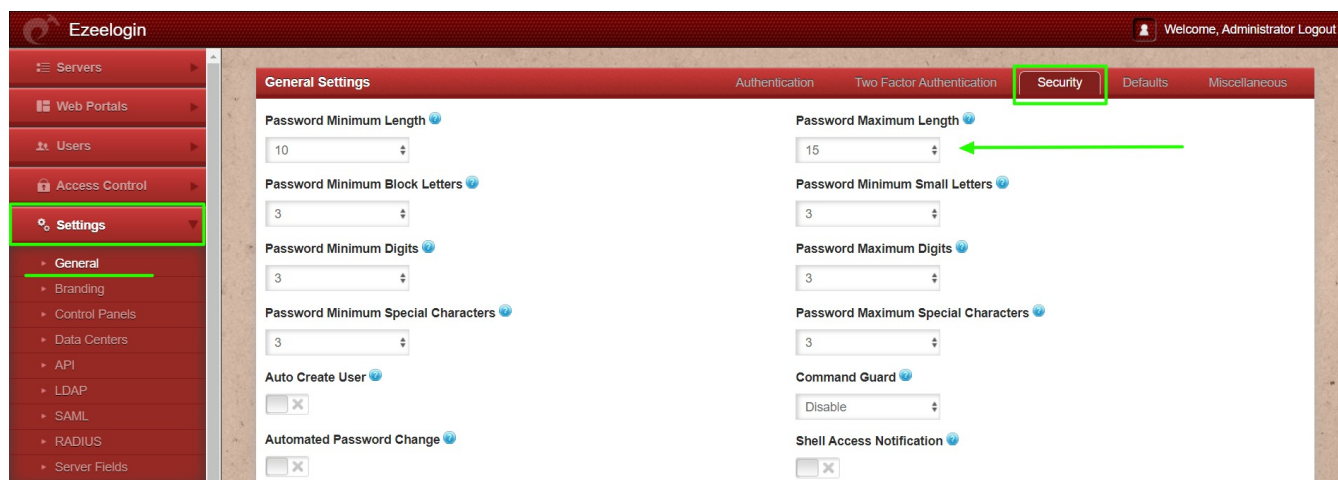 Ezeelogin
Welcome, Administrator Logout
Servers
Web Portals
Users
Access Control
Settings
General
Branding
Control Panels
Data Centers
API
LDAP
SAML
RADIUS
Server Fields
General Settings
Authentication Two Factor Authentication Security Defaults Miscellaneous
Password Minimum Length Password Maximum Length
10 15
Password Minimum Block Letters Password Minimum Small Letters
3 3
Password Minimum Digits Password Maximum Digits
3 3
Password Minimum Special Characters Password Maximum Special Characters
3 3
Auto Create User Command Guard
Disable
Automated Password Change Shell Access Notification